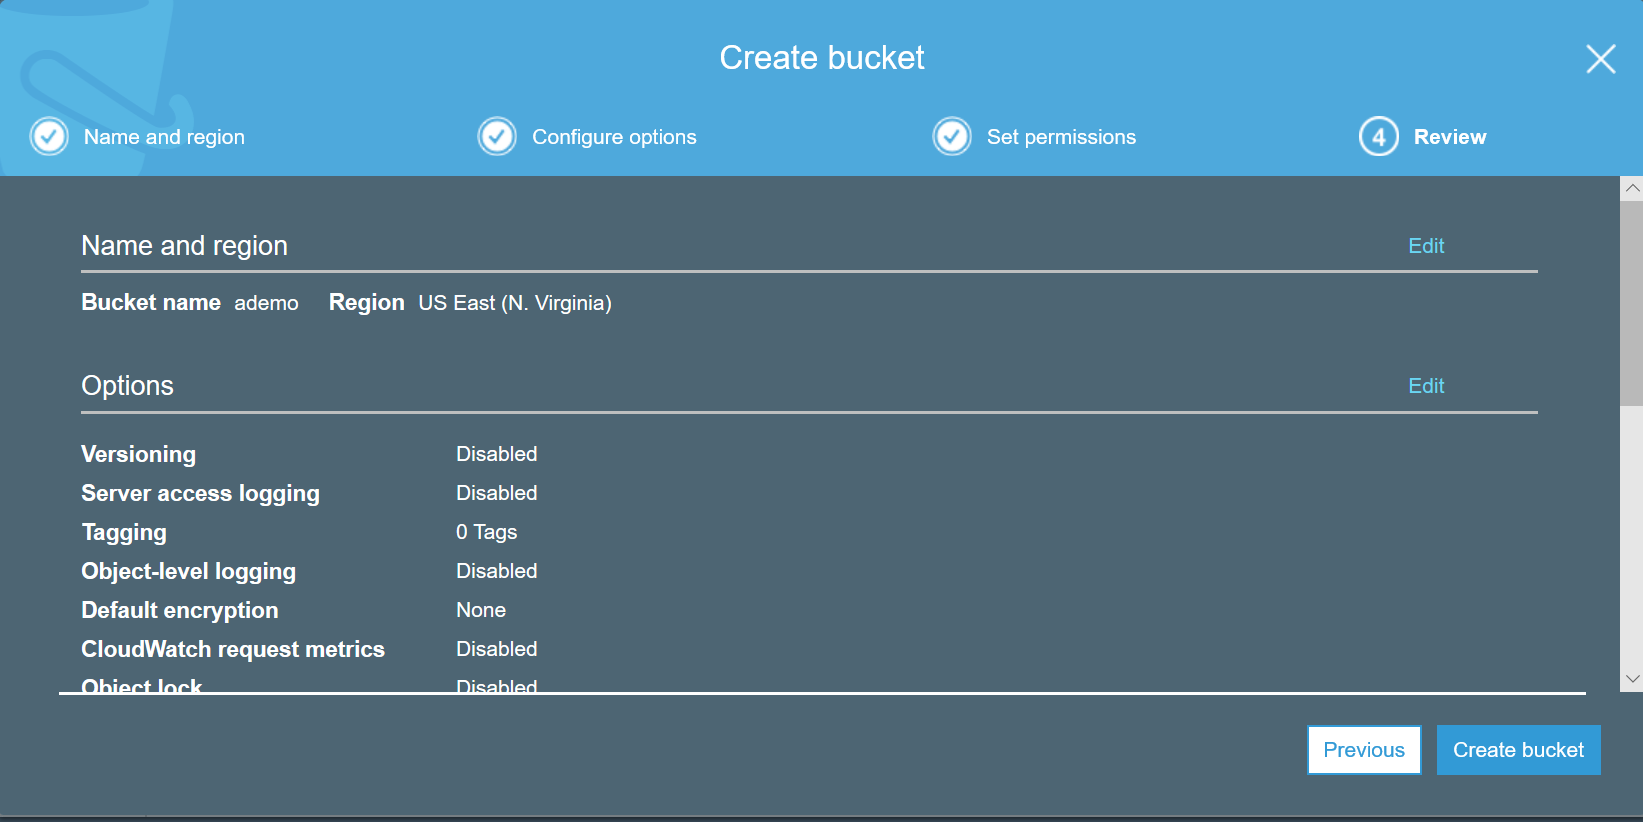 Create bucket
Name and region
Configure options
Set permissions
4 Review
Name and region Edit
Bucket name ademo Region US East (N. Virginia)
Options Edit
Versioning Disabled
Server access logging Disabled
Tagging 0 Tags
Object-level logging Disabled
Default encryption None
CloudWatch request metrics Disabled
Object lock Disabled
Previous Create bucket